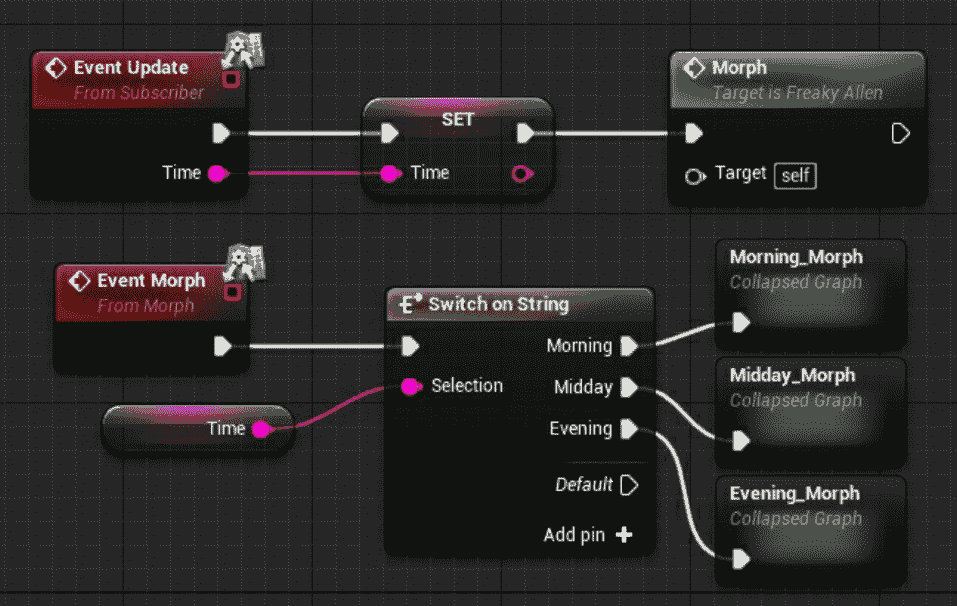 Event Update
From Subscriber
Time
SET
Time
Morph
Target is Freaky Allen
Target self
Event Morph
From Morph
Time
Switch on String
Selection
Morning
Midday
Evening
Default
Add pin +
Morning_Morph
Collapsed Graph
Midday_Morph
Collapsed Graph
Evening_Morph
Collapsed Graph